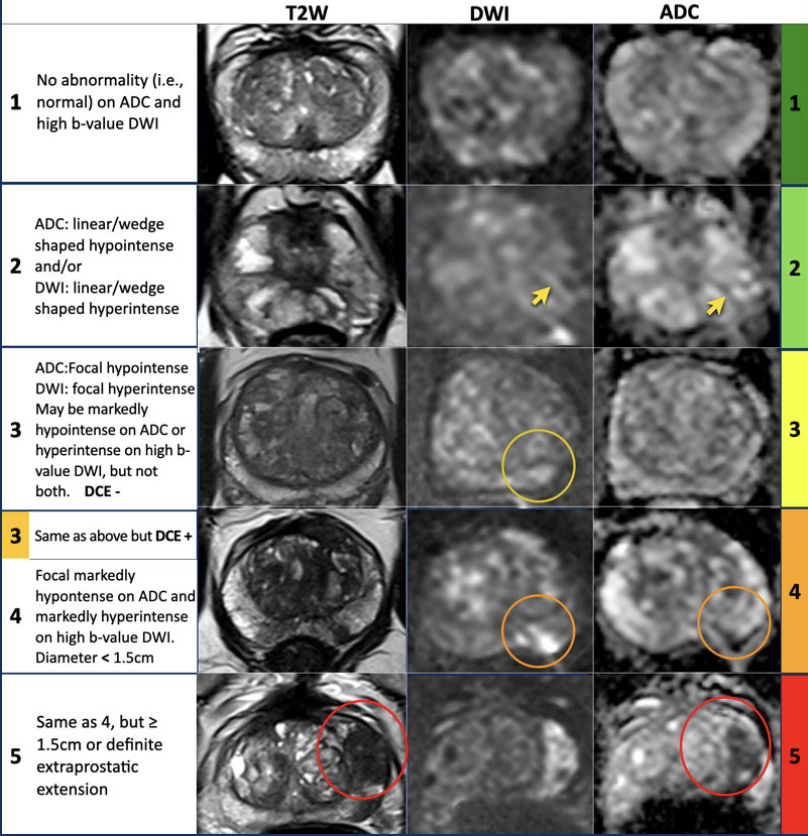 T2W DWI ADC
1 No abnormality (i.e., 1
normal) on ADC and
high b-value DWI
ADC: linear/wedge
shaped hypointense
2 and/or 2
DWI: linear/wedge
shaped hyperintense
ADC:Focal hypointense
DWI: focal hyperintense
May be markedly
3 hypointense on ADC or 3
hyperintense on high b-
value DWI, but not
both. DCE -
3 Same as above but DCE +
Focal markedly
hypontense on ADC and
4 markedly hyperintense 4
on high b-value DWI.
Diameter < 1.5cm
Same as 4, but ≥
5 1.5cm or definite 5
extraprostatic
extension